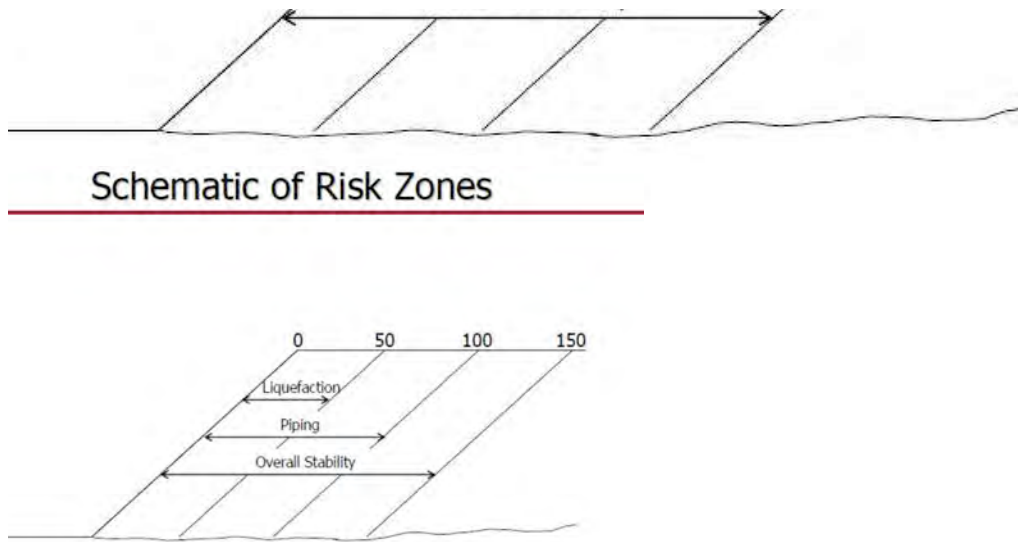 Schematic of Risk Zones
0 50 100 150
Liquefaction
Piping
Overall Stability